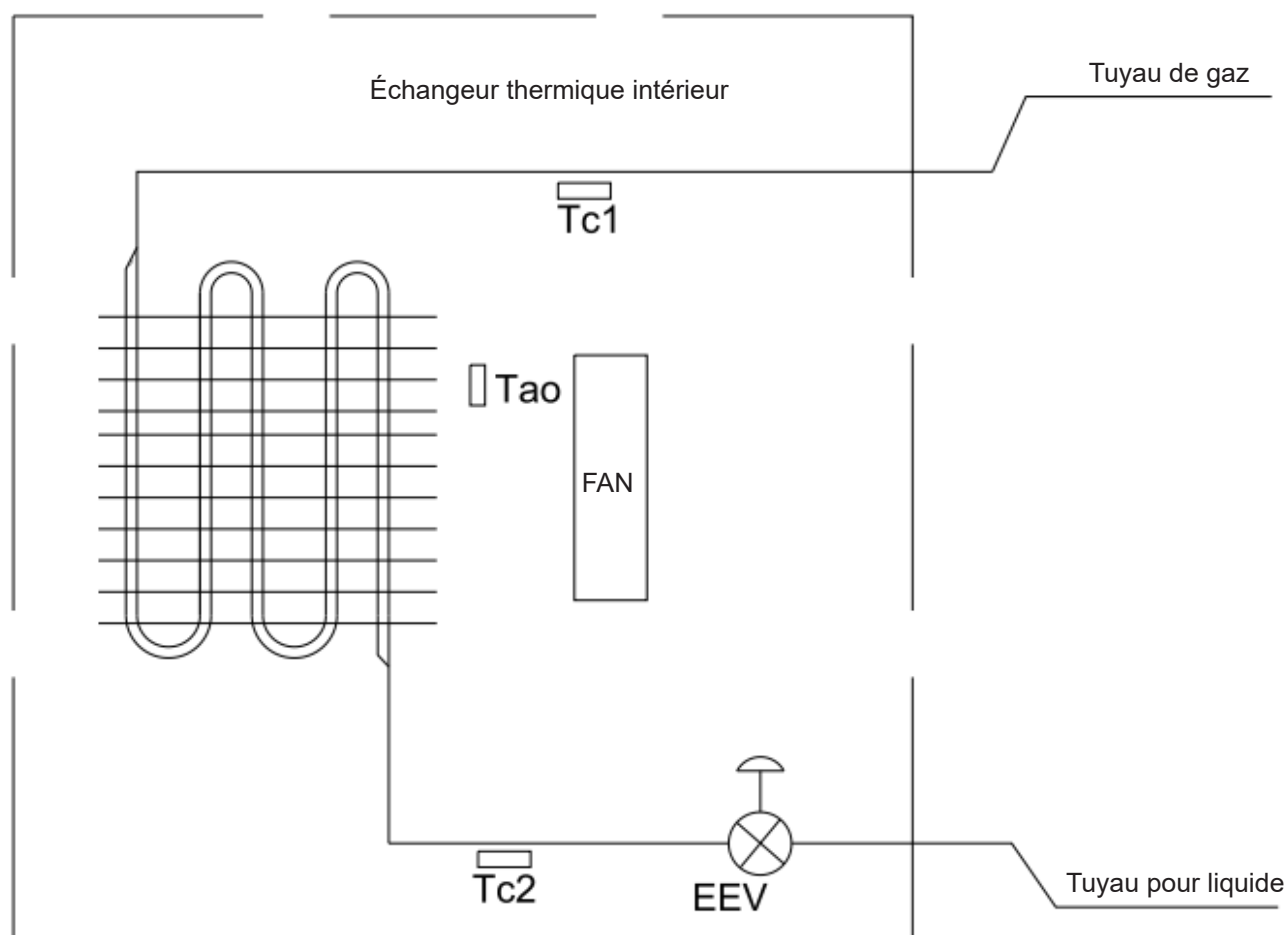 Tuyau de gaz
Échangeur thermique intérieur
Tc1
Tao
FAN
Tc2
EEV
Tuyau pour liquide